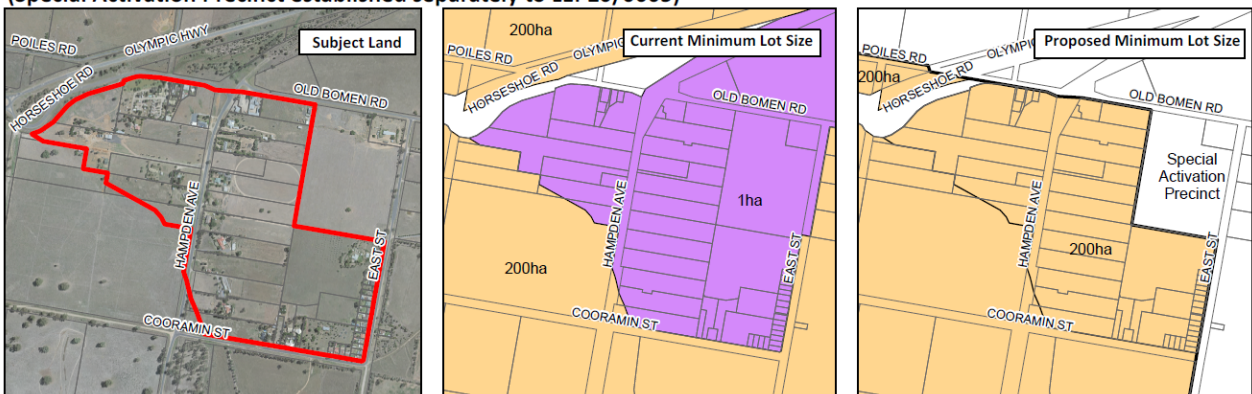 (Special Activation Precinct established separately to LEP20/0003)
Subject Land
POILES RD
OLYMPIC HWY
HORSESHOE RD
OLD BOMEN RD
HAMPDEN AVE
EAST ST
COORAMIN ST
Current Minimum Lot Size
200ha
POILES RD
OLYMPIC
HORSESHOE RD
OLD BOMEN RD
1ha
HAMPDEN AVE
EAST ST
200ha
COORAMIN ST
Proposed Minimum Lot Size
POILES RD
OLYMPIC
200ha
HORSESHOE RD
OLD BOMEN RD
Special
Activation
Precinct
HAMPDEN AVE
200ha
EAST ST
COORAMIN ST